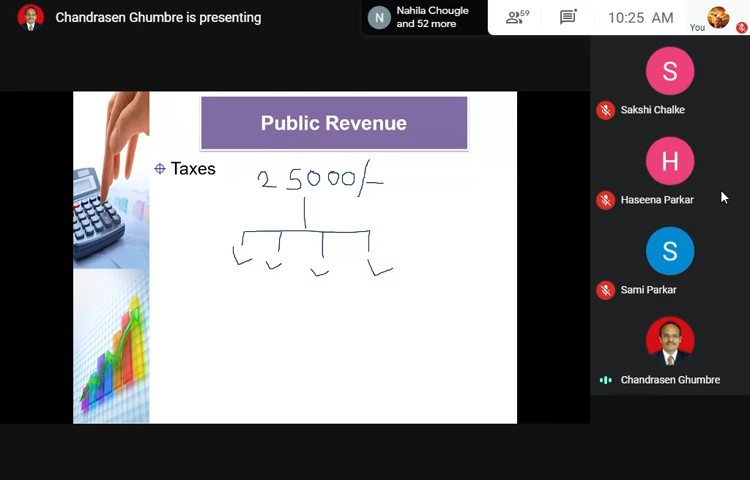 Chandrasen Ghumbre is presenting
N
Nahila Chougle
and 52 more
59
10:25 AM
You
Public Revenue
Taxes
25000/-
S
Sakshi Chalke
H
Haseena Parkar
S
Sami Parkar
Chandrasen Ghumbre